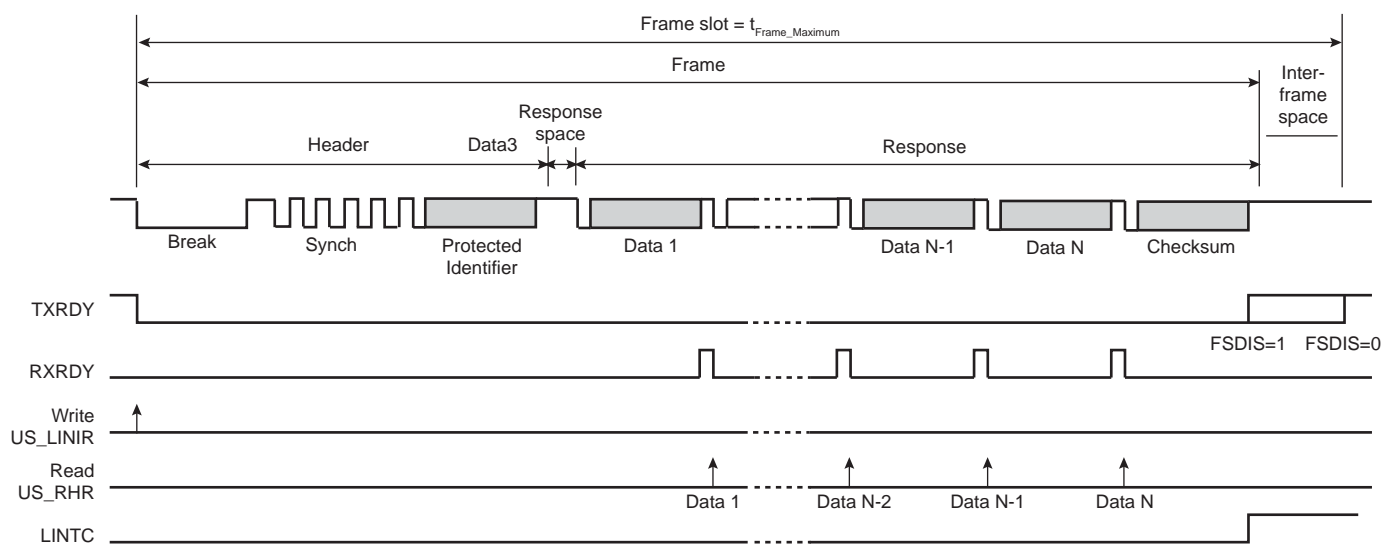 Frame slot = tFrame_Maximum
Frame
Inter-
frame
space
Response
space
Header
Data3
Response
Break
Synch
Protected
Identifier
Data 1
Data N-1
Data N
Checksum
TXRDY
FSDIS=1
FSDIS=0
RXRDY
Write
US_LINIR
Read
US_RHR
Data 1
Data N-2
Data N-1
Data N
LINTC